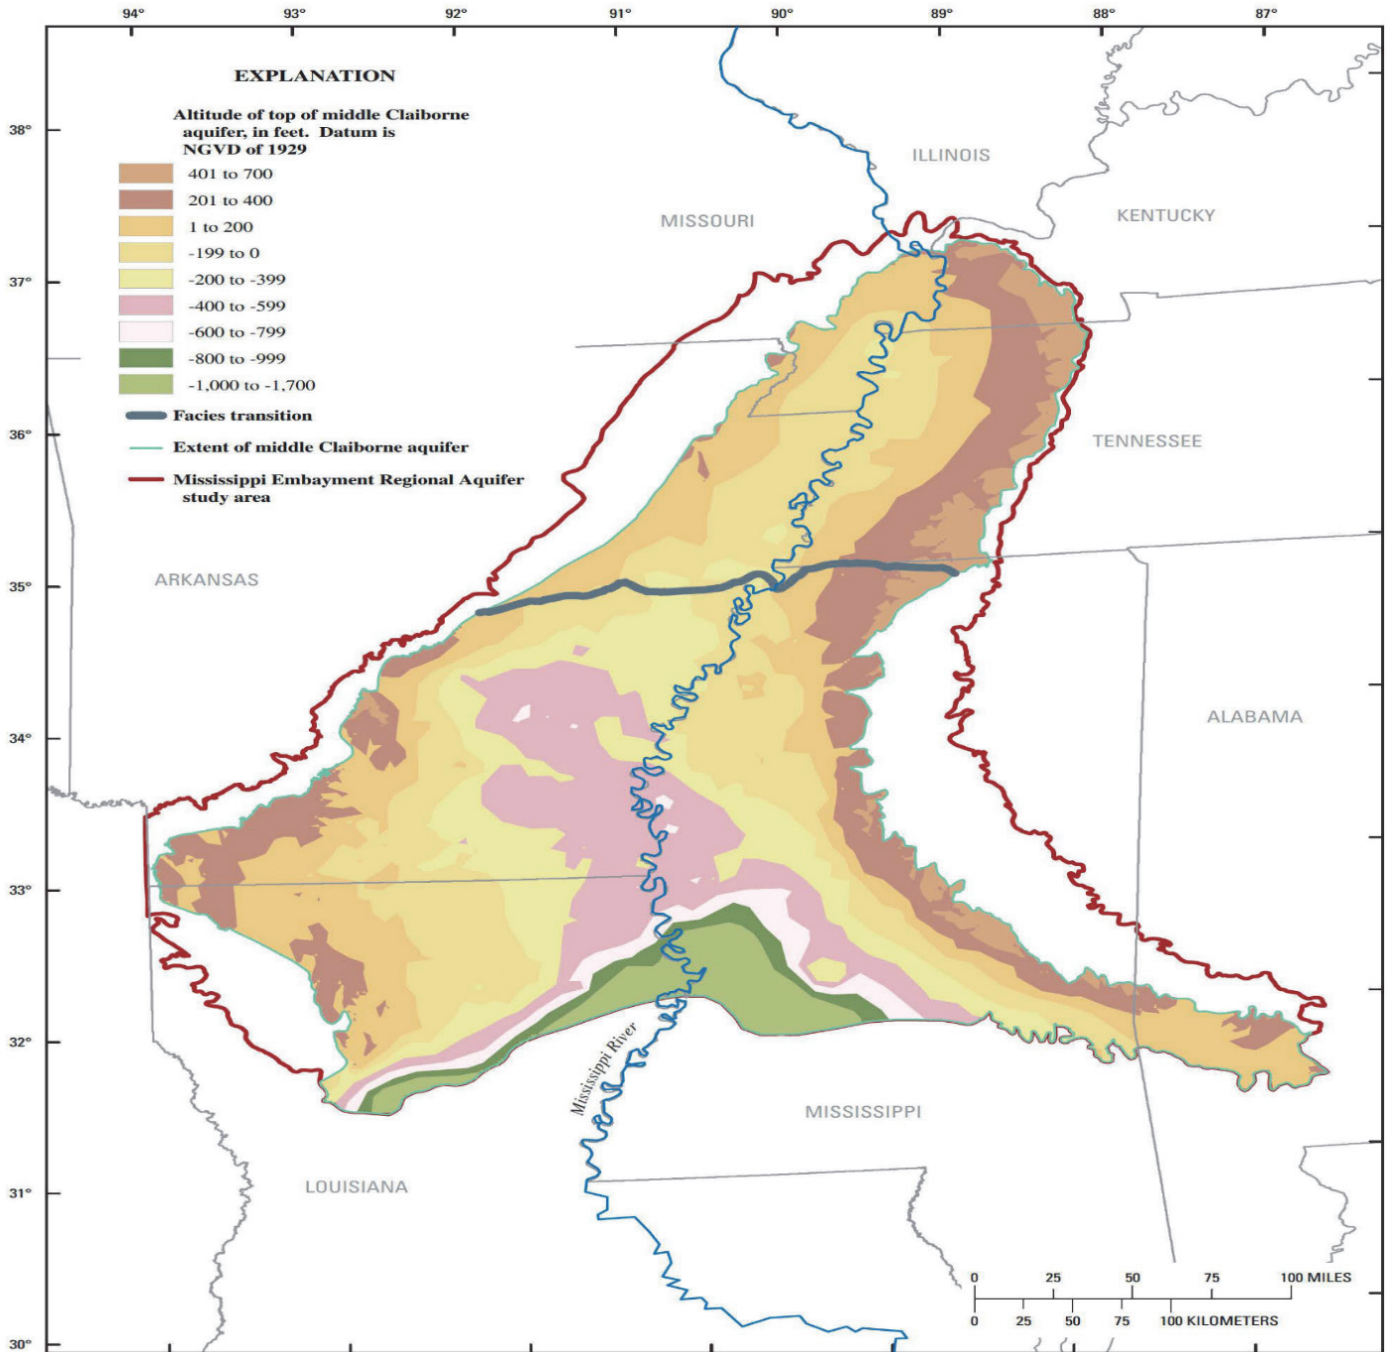 94° 93° 92° 91° 90° 89° 88° 87°
EXPLANATION
Altitude of top of middle Claiborne
aquifer, in feet. Datum is
NGVD of 1929
401 to 700
201 to 400
1 to 200
-199 to 0
-200 to -399
-400 to -599
-600 to -799
-800 to -999
-1,000 to -1,700
Facies transition
Extent of middle Claiborne aquifer
Mississippi Embayment Regional Aquifer
study area
38°
37°
36°
35°
34°
33°
32°
31°
30°
ILLINOIS
MISSOURI
KENTUCKY
TENNESSEE
ARKANSAS
ALABAMA
Mississippi River
MISSISSIPPI
LOUISIANA
0 25 50 75 100 MILES
0 25 50 75 100 KILOMETERS